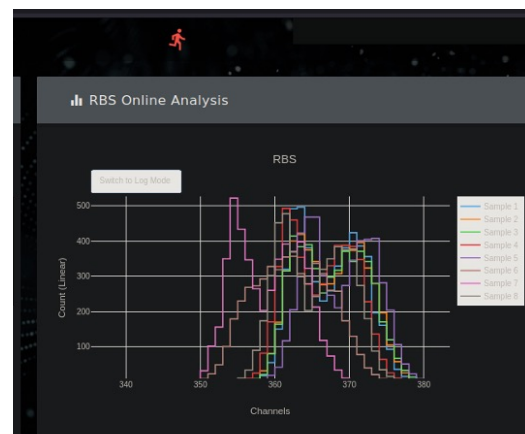 RBS Online Analysis
RBS
Switch to Log Mode
500
400
300
200
100
340
350
360
370
380
Count (Linear)
Channels
Sample 1
Sample 2
Sample 3
Sample 4
Sample 5
Sample 6
Sample 7
Sample 8